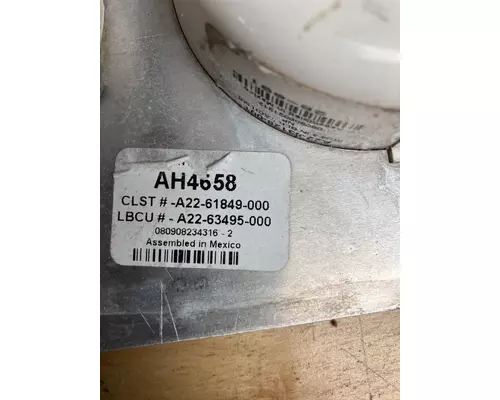 AH4658
CLST # -A22-61849-000
LBCU # - A22-63495-000
080908234316 - 2
Assembled in Mexico